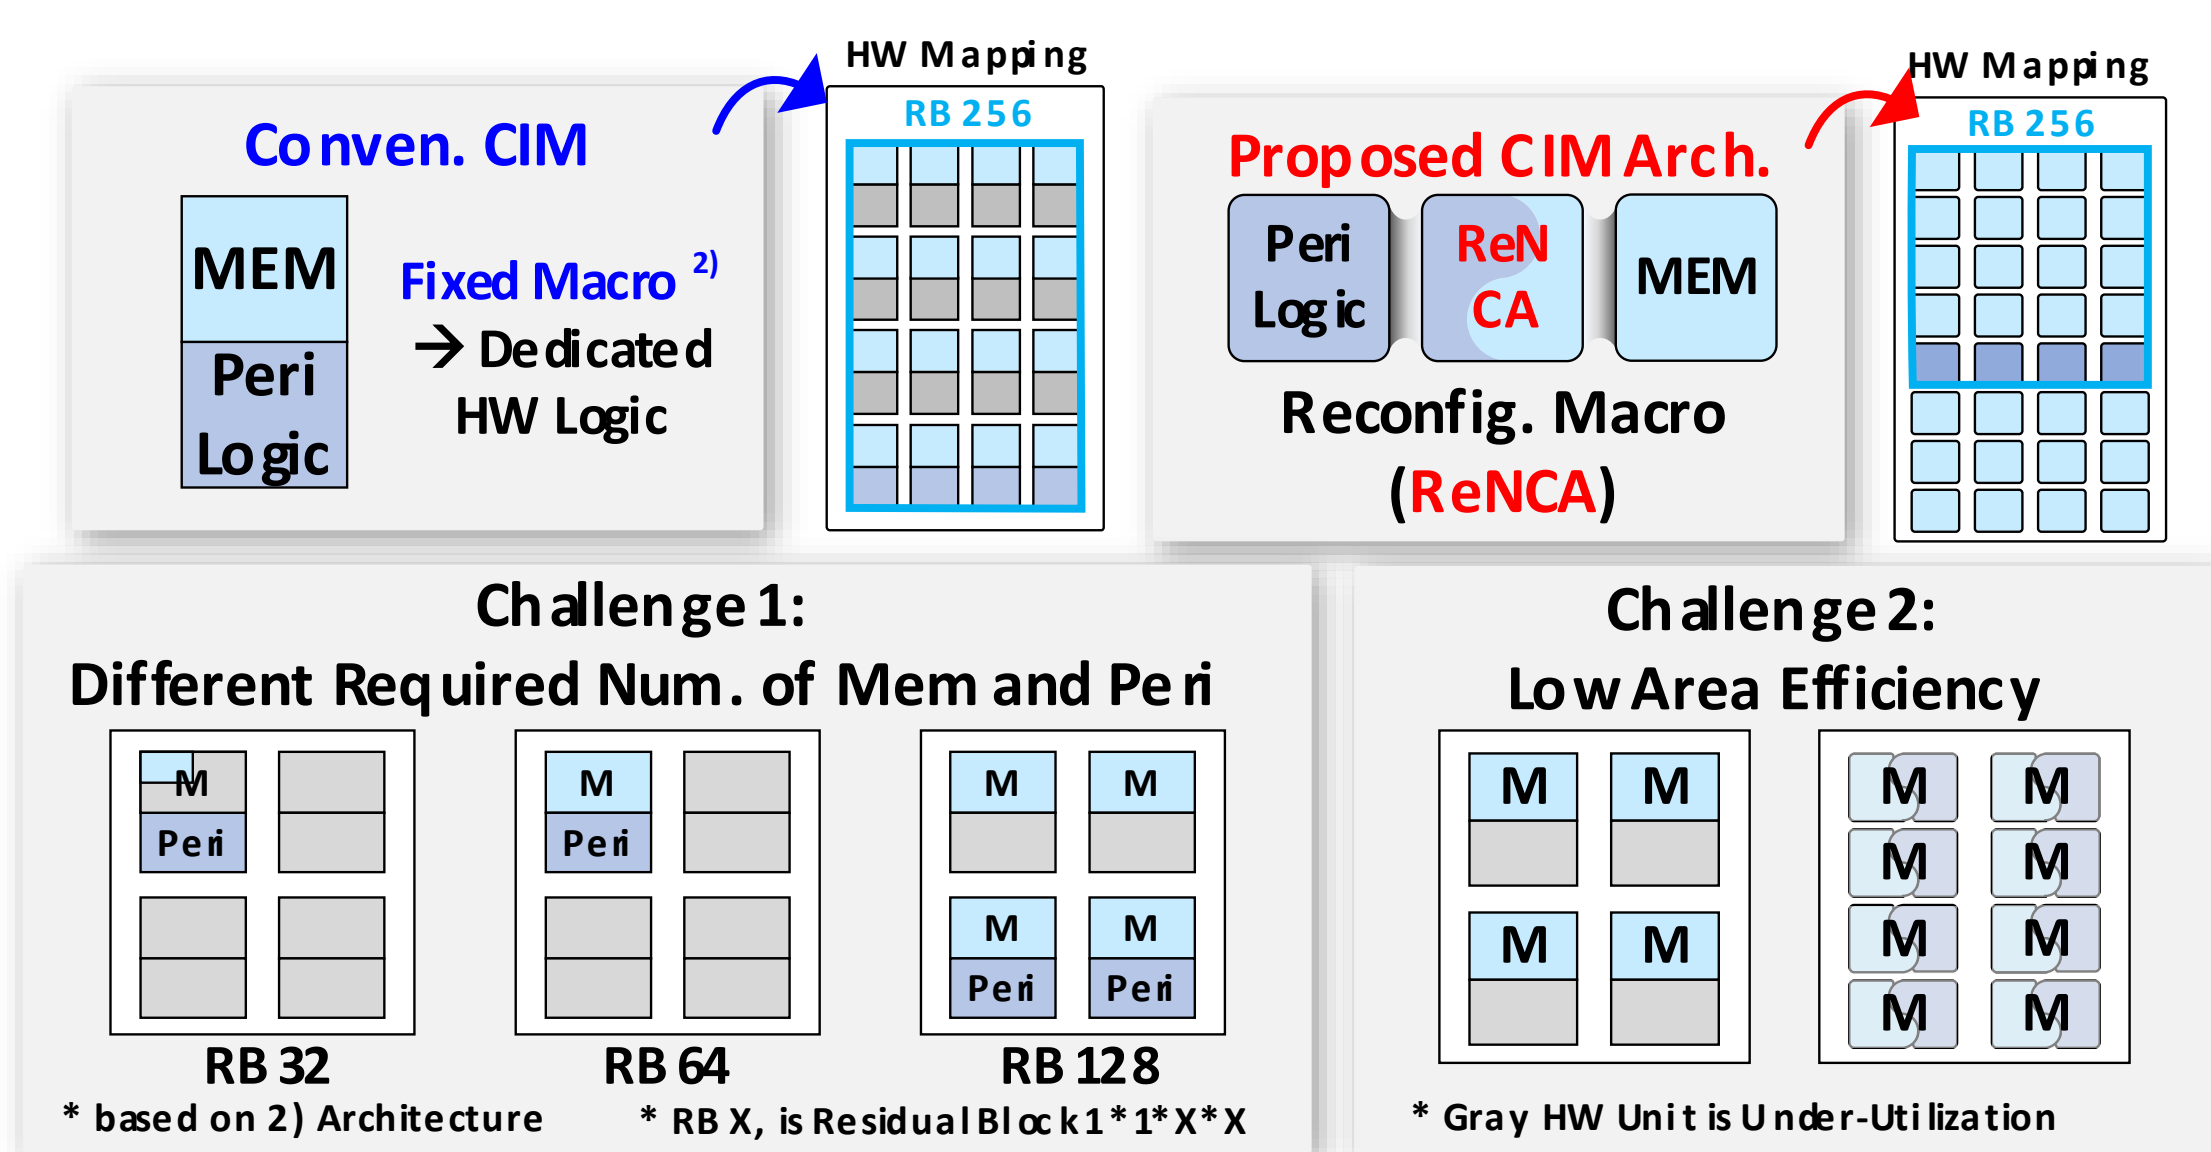 HW Mapping
RB 256
Conven. CIM
MEM
Peri
Logic
Fixed Macro 2)
→ Dedicated
HW Logic
HW Mapping
RB 256
Proposed CIM Arch.
Peri
Logic
ReN
CA
MEM
Reconfig. Macro
(ReNCA)
Challenge 1:
Different Required Num. of Mem and Peri
M
Peri
RB 32
M
Peri
RB 64
M M
M M
Peri Peri
RB 128
* based on 2) Architecture
* RB X, is Residual Block 1*1*X*X
Challenge 2:
Low Area Efficiency
M M
M M
M M
M M
M M
M M
* Gray HW Unit is Under-Utilization